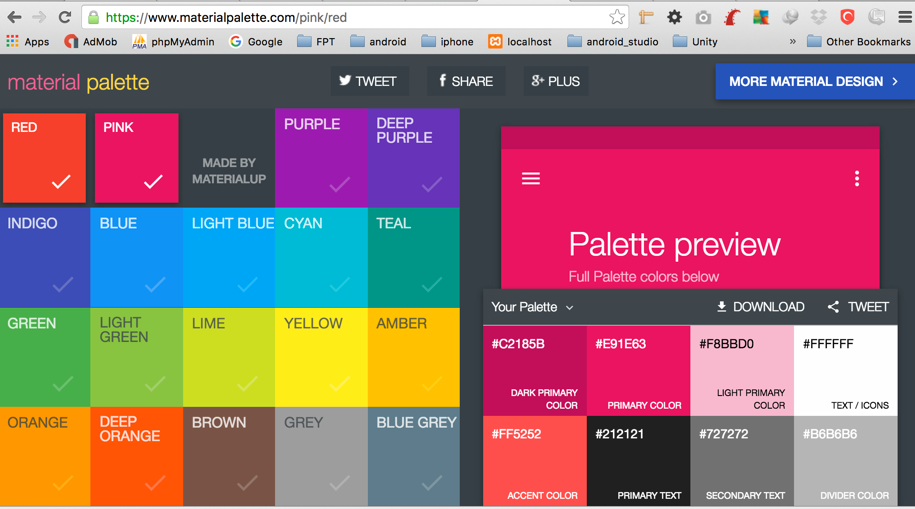 https://www.materialpalette.com/pink/red
Apps
AdMob
PMA
phpMyAdmin
Google
FPT
android
iphone
localhost
android_studio
Unity
»
Other Bookmarks
material palette
TWEET
SHARE
PLUS
MORE MATERIAL DESIGN
RED
PINK
MADE BY
MATERIALUP
PURPLE
DEEP
PURPLE
INDIGO
BLUE
LIGHT BLUE
CYAN
TEAL
GREEN
LIGHT
GREEN
LIME
YELLOW
AMBER
ORANGE
DEEP
ORANGE
BROWN
GREY
BLUE GREY
Palette preview
Full Palette colors below
Your Palette
DOWNLOAD
TWEET
#C2185B
DARK PRIMARY
COLOR
#E91E63
PRIMARY COLOR
#F8BBD0
LIGHT PRIMARY
COLOR
#FFFFFF
TEXT / ICONS
#FF5252
ACCENT COLOR
#212121
PRIMARY TEXT
#727272
SECONDARY TEXT
#B6B6B6
DIVIDER COLOR